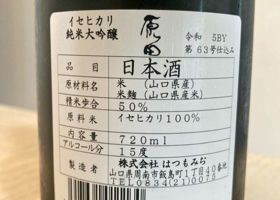 イセヒカリ
純米大吟醸
原田
令和 5BY
第63号仕込み
品目 日本酒
原材料名 米(山口県産)
米麹(山口県産米)
精米歩合 50%
原料米 イセヒカリ100%
内容量 720ml
アルコール分 15度
製造者 株式会社はつもみぢ
山口県周南市飯島町1丁目40番地
TEL0834(21)0075